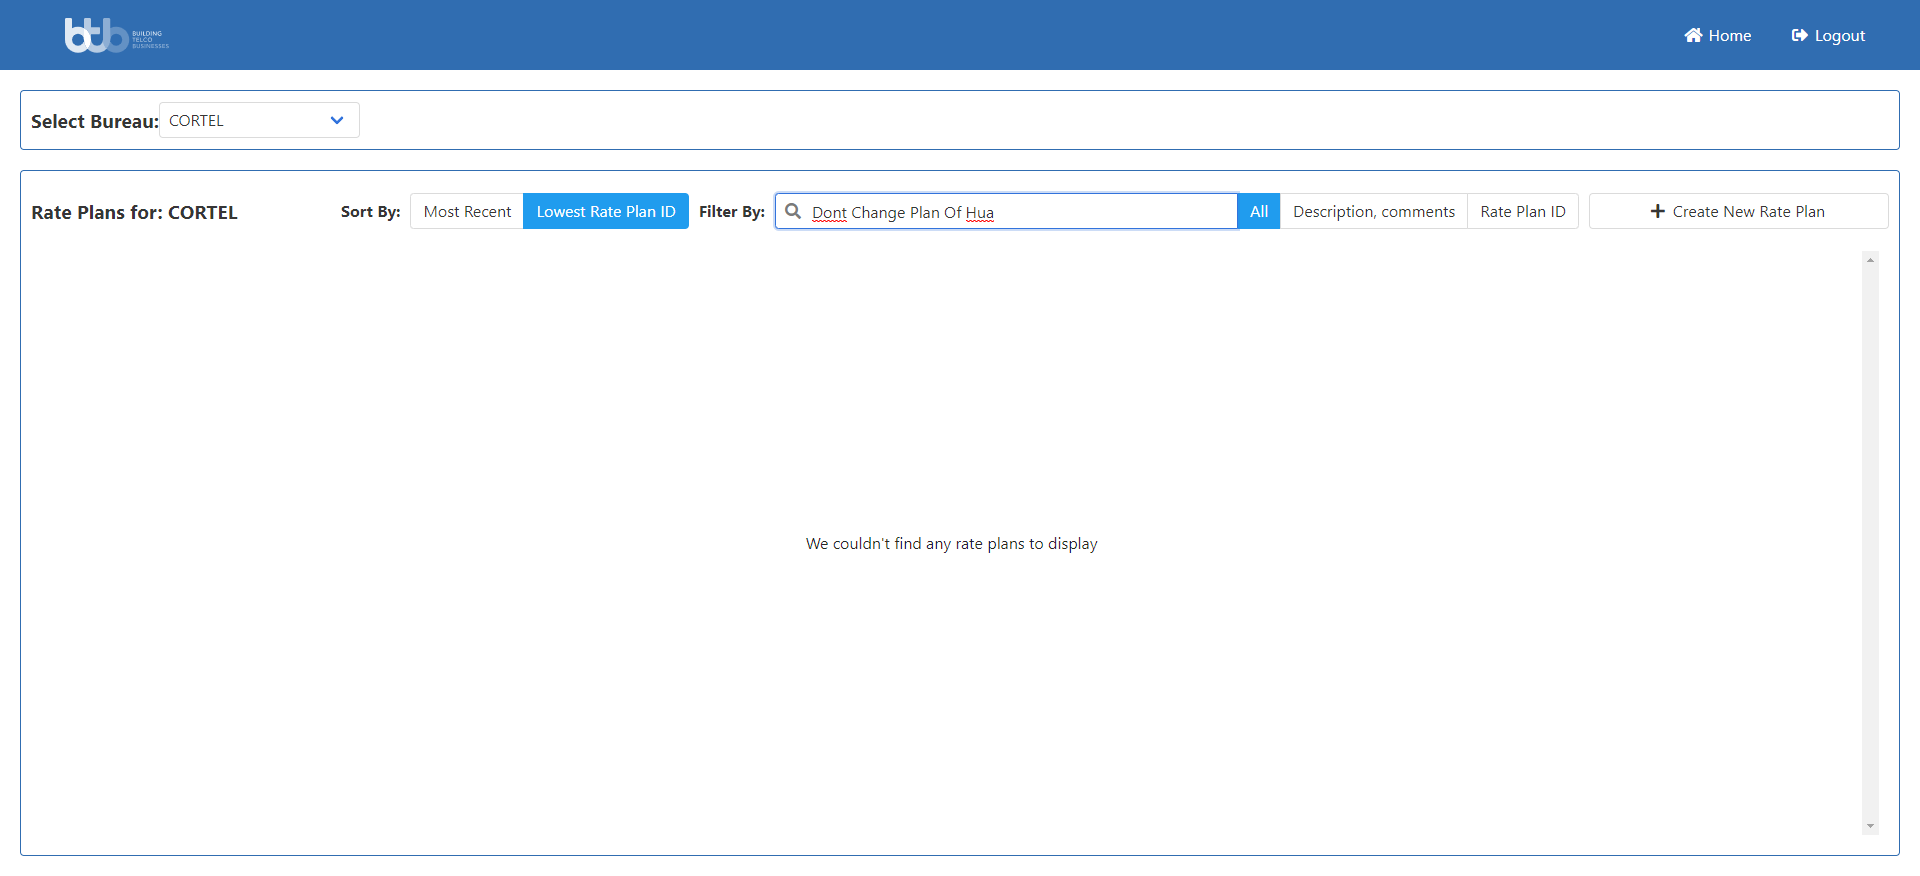 btb BUILDING TELCO BUSINESSES
Home
Logout
Select Bureau:
CORTEL
Rate Plans for: CORTEL
Sort By:
Most Recent
Lowest Rate Plan ID
Filter By:
Dont Change Plan Of Hua
All
Description, comments
Rate Plan ID
Create New Rate Plan
We couldn't find any rate plans to display